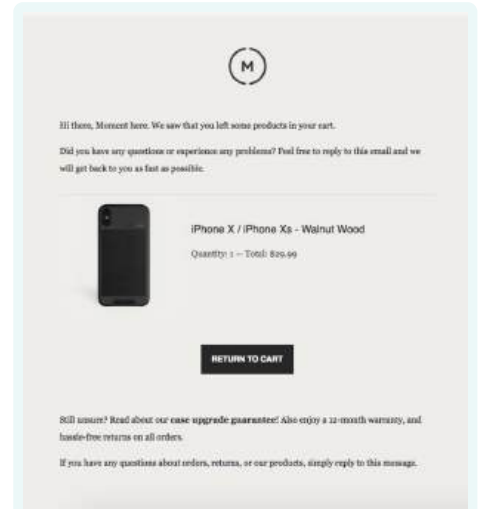 M
Hi there, Moment here. We saw that you left some products in your cart.
Did you have any questions or experience any problems? Feel free to reply to this email and we
will get back to you as fast as possible.
iPhone X / iPhone Xs - Walnut Wood
Quantity: 1 — Total: $29.99
RETURN TO CART
Still unsure? Read about our case upgrade guarantee! Also enjoy a 12-month warranty, and
hassle-free returns on all orders.
If you have any questions about orders, returns, or our products, simply reply to this message.